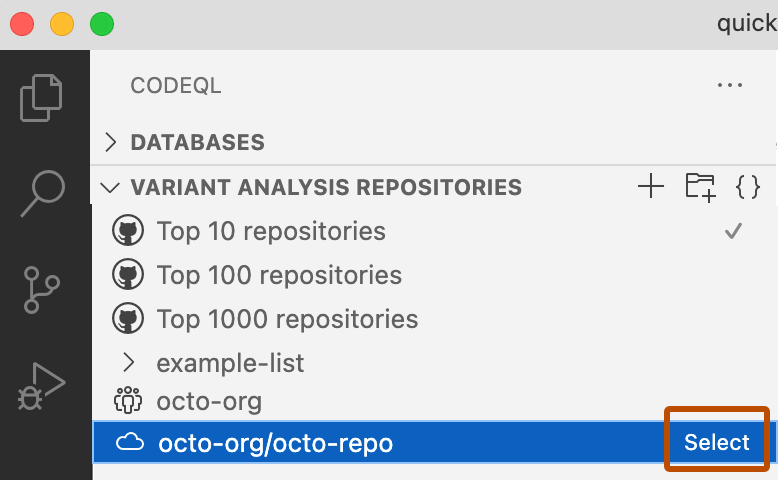 quick
CODEQL
DATABASES
VARIANT ANALYSIS REPOSITORIES
Top 10 repositories
Top 100 repositories
Top 1000 repositories
example-list
octo-org
octo-org/octo-repo Select